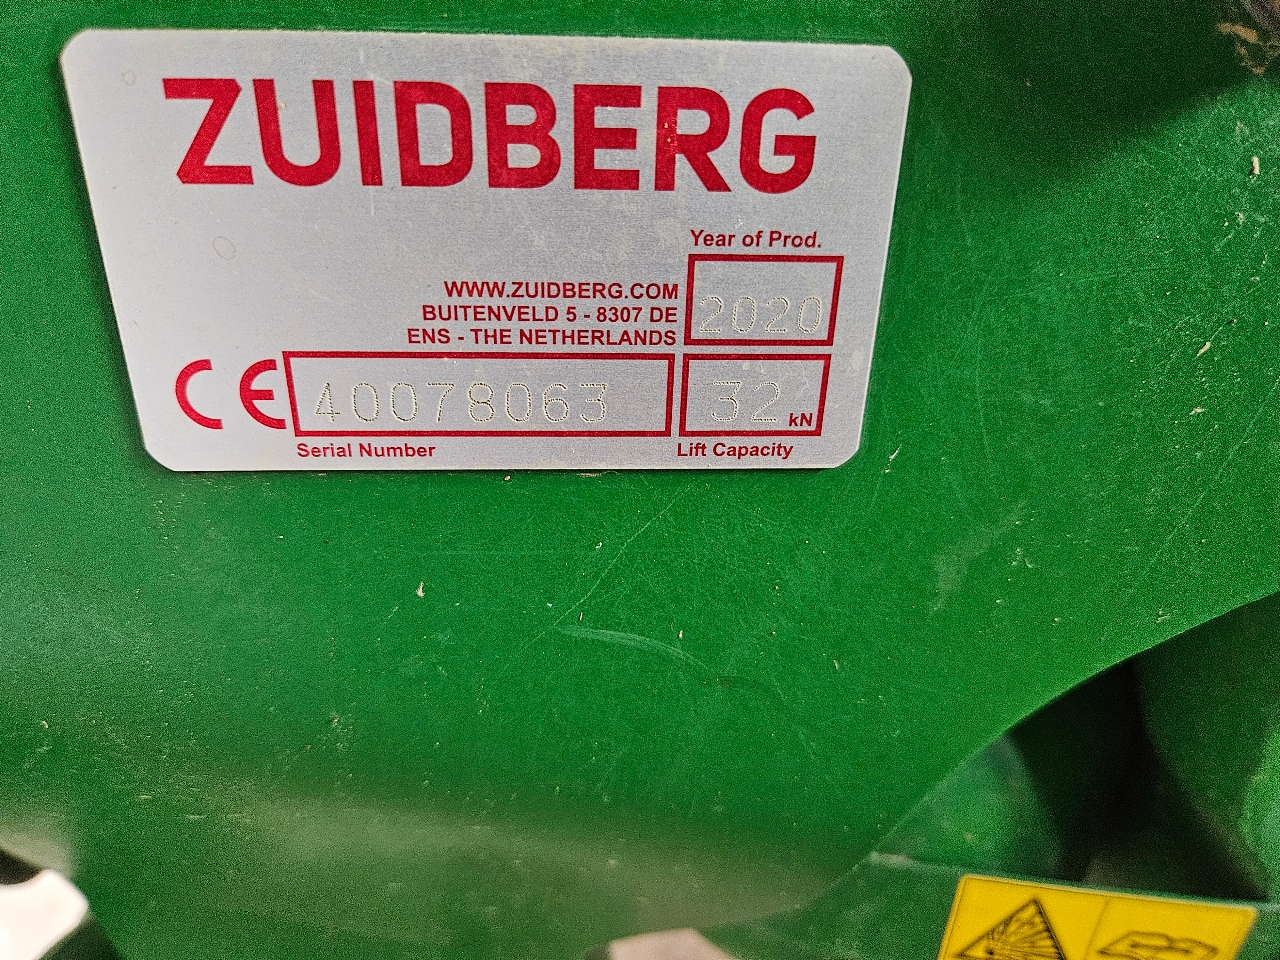 ZUIDBERG
Year of Prod.
WWW.ZUIDBERG.COM
BUITENVELD 5 - 8307 DE
ENS - THE NETHERLANDS
2020
CE
40078063
32 kN
Serial Number
Lift Capacity